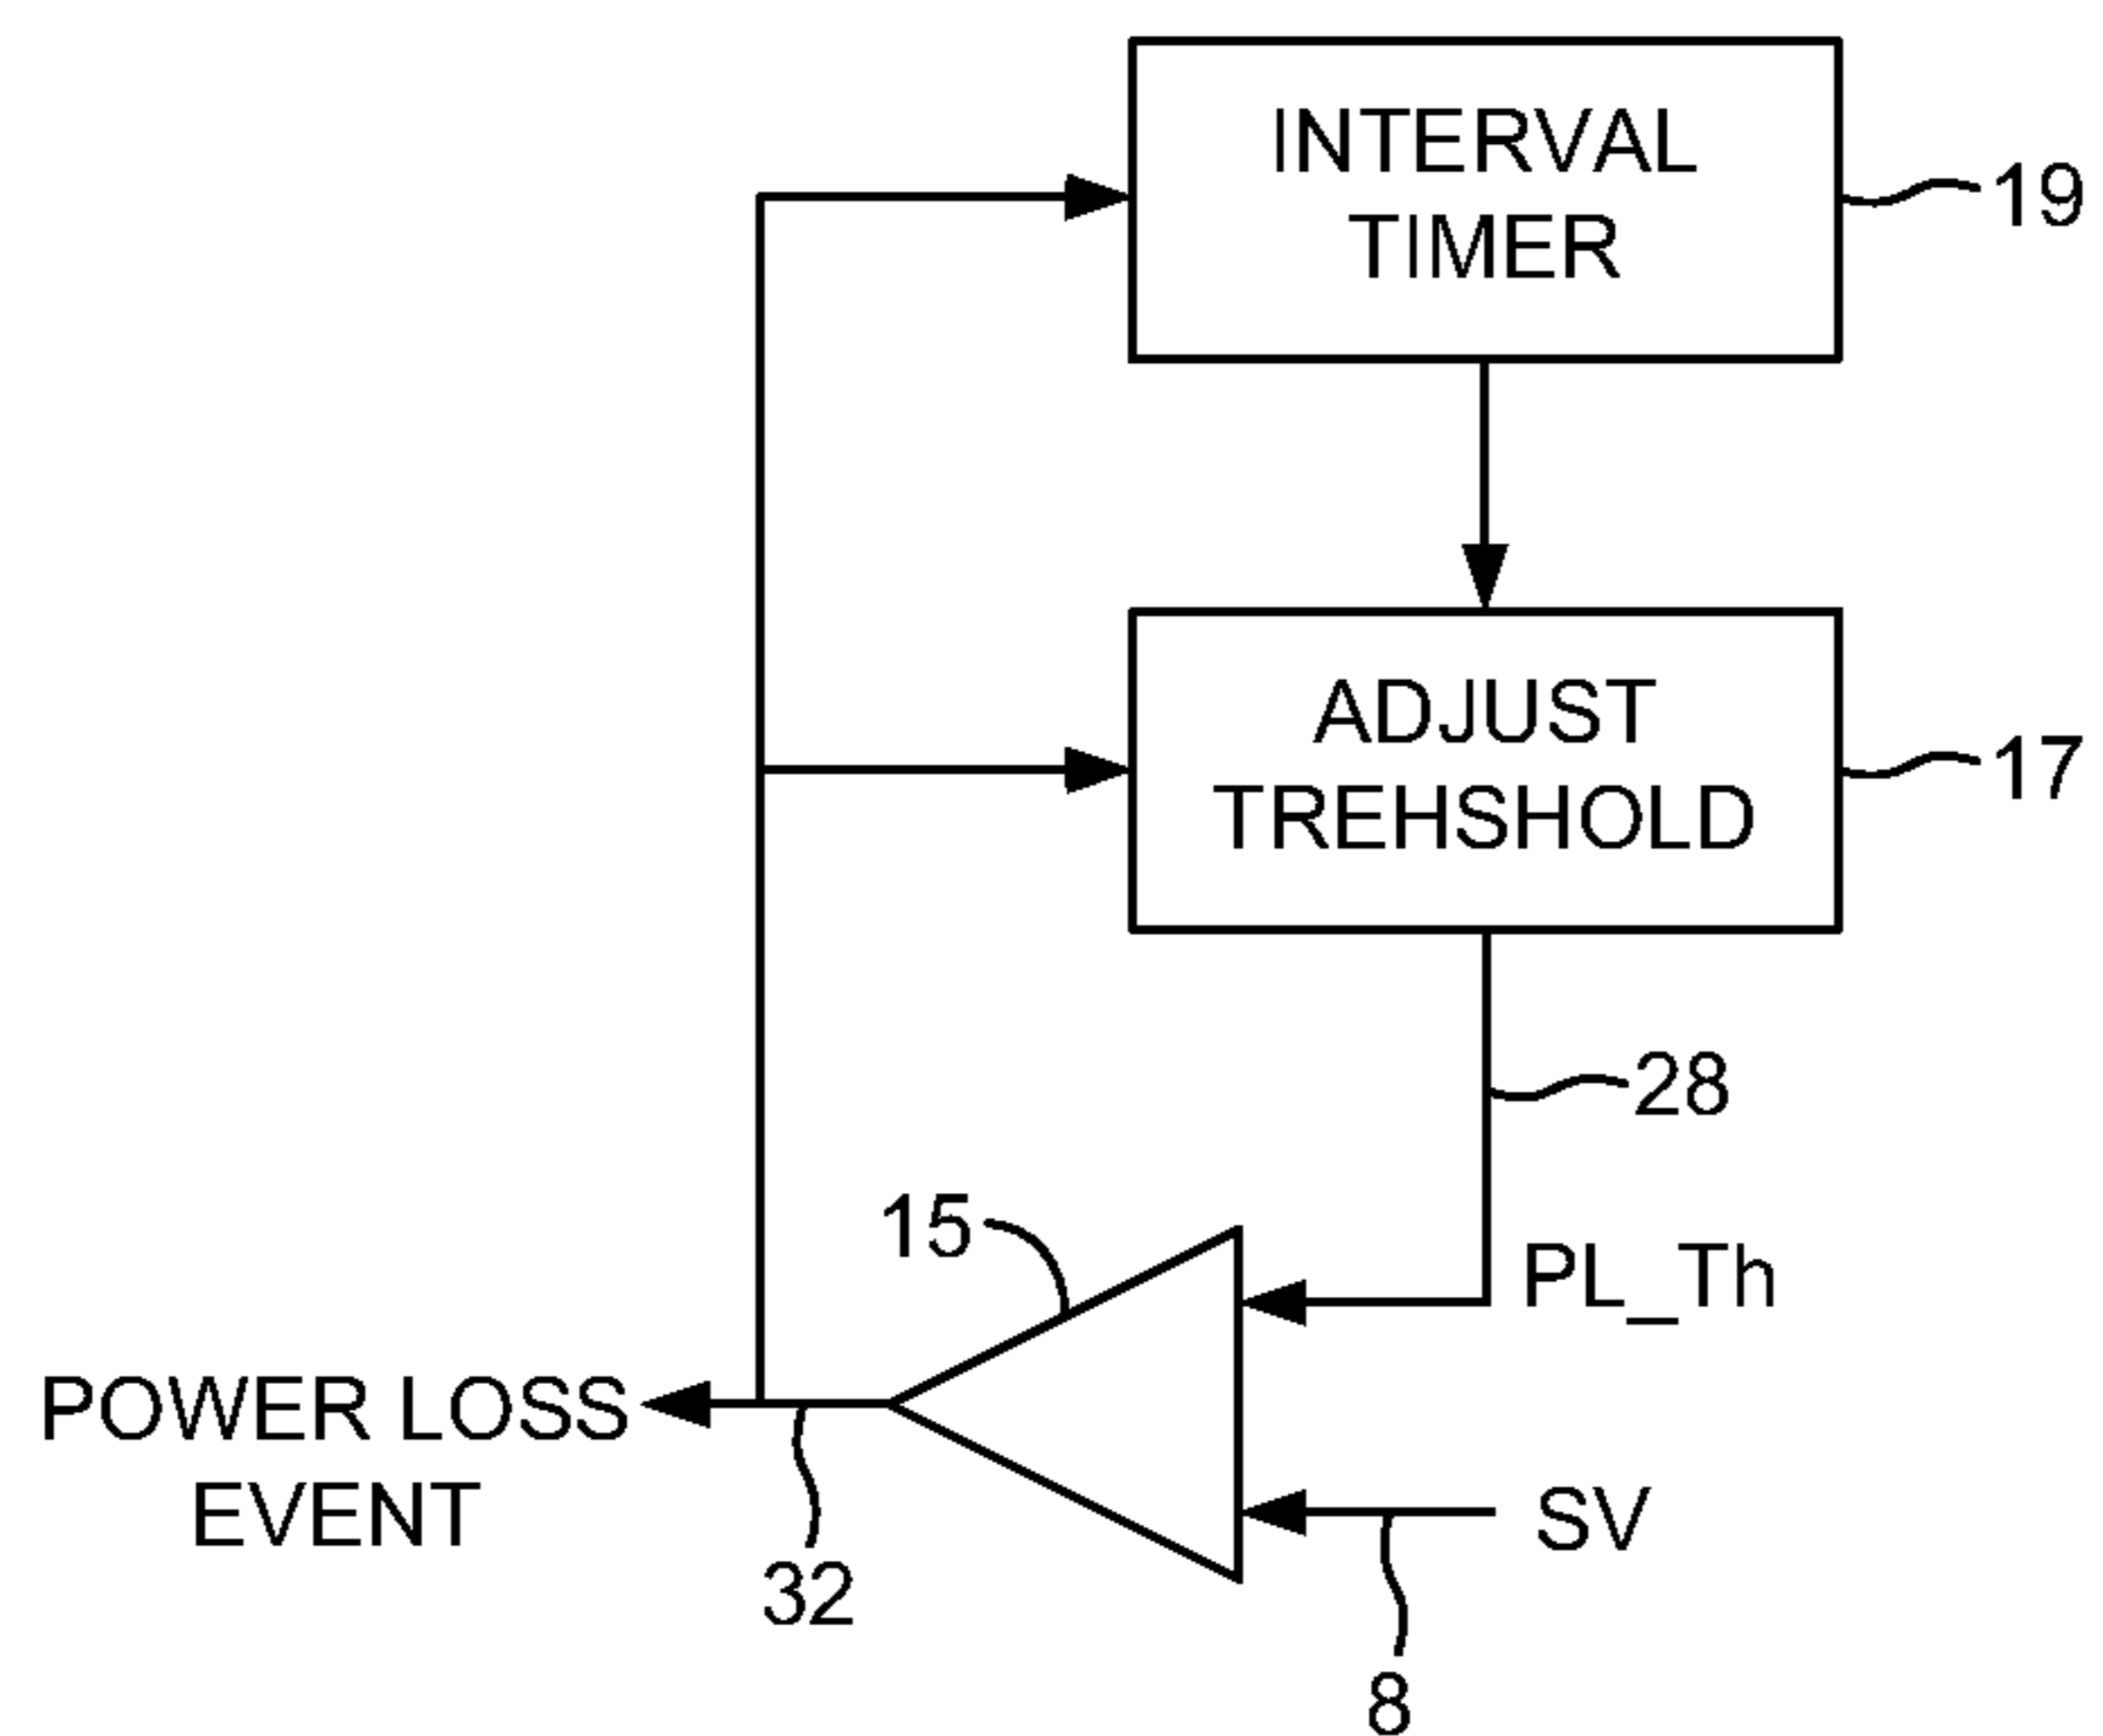 INTERVAL
TIMER
19
ADJUST
TREHSHOLD
17
28
15
PL_Th
POWER LOSS
EVENT
SV
32
8